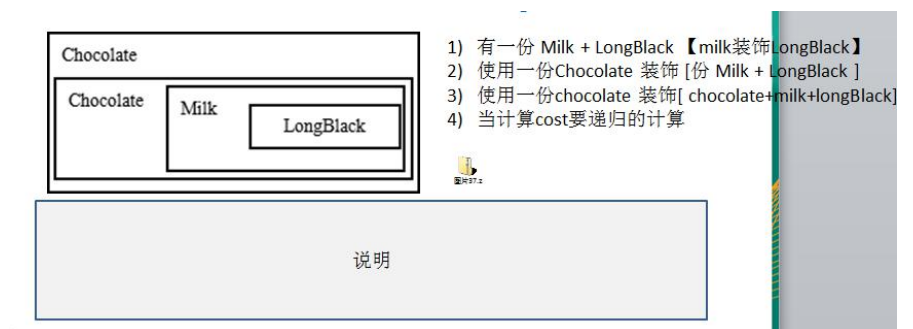 Chocolate
Chocolate
Milk
LongBlack
1) 有一份 Milk + LongBlack 【milk装饰LongBlack】
2) 使用一份Chocolate 装饰 [份 Milk + LongBlack ]
3) 使用一份chocolate 装饰[ chocolate+milk+longBlack]
4) 当计算cost要递归的计算
图片37.z
说明